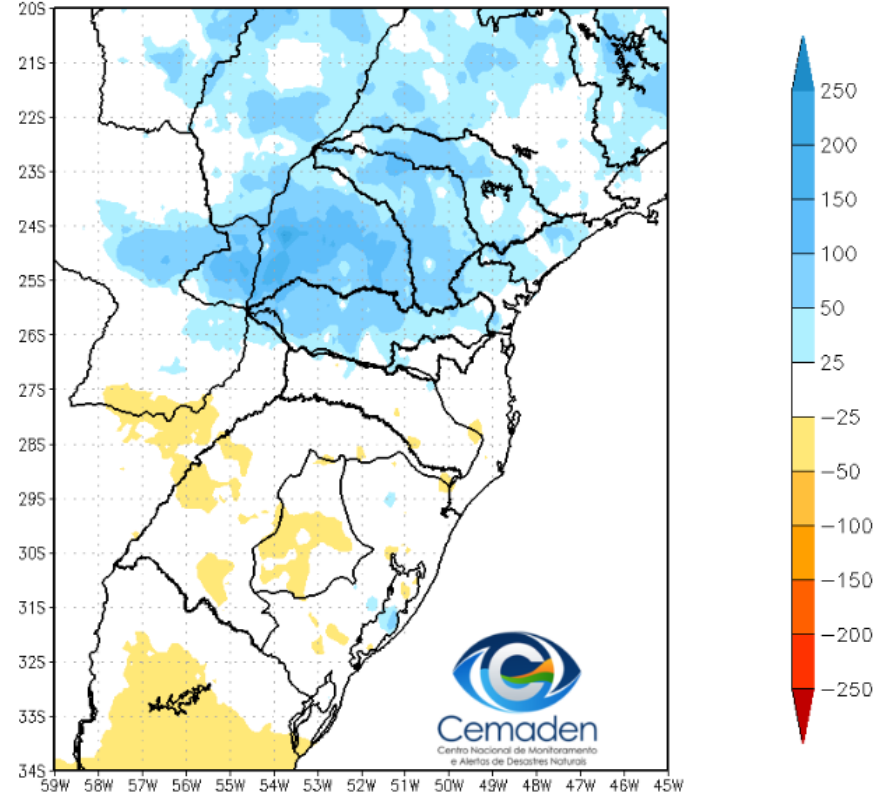 20S
21S
22S
23S
24S
25S
26S
27S
28S
29S
30S
31S
32S
33S
34S
59W 58W 57W 56W 55W 54W 53W 52W 51W 50W 49W 48W 47W 46W 45W
250
200
150
100
50
25
−25
−50
−100
−150
−200
−250
Cemaden
Centro Nacional de Monitoramento
e Alertas de Desastres Naturais